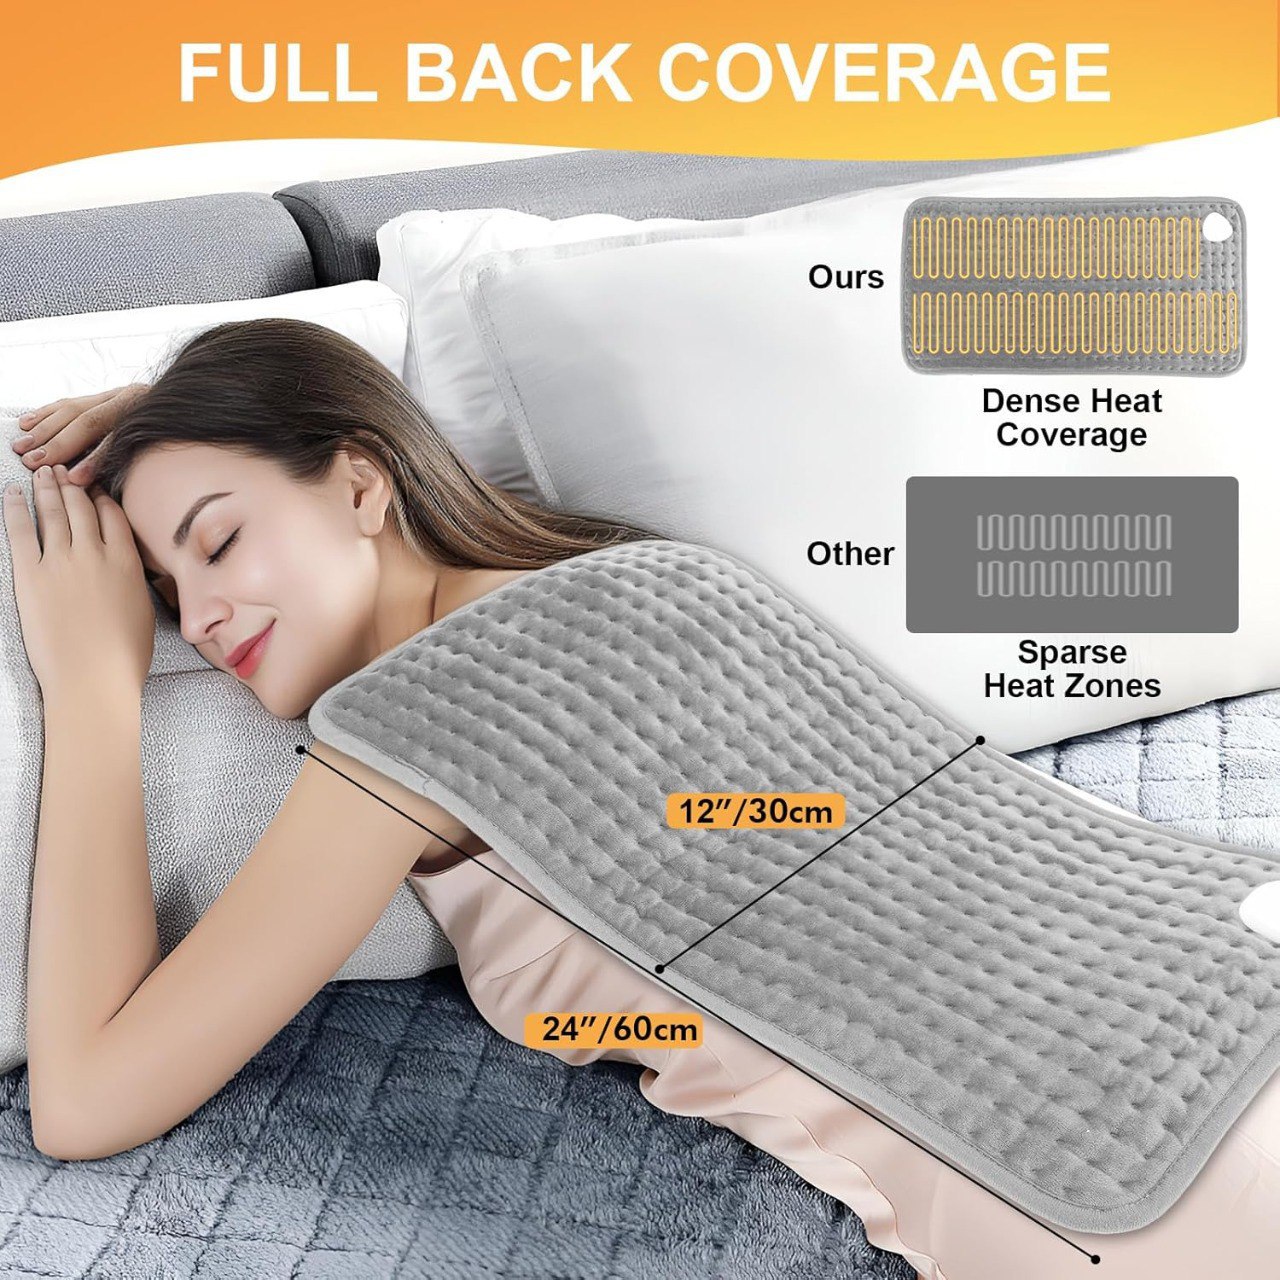 FULL BACK COVERAGE
Ours
Dense Heat
Coverage
Other
Sparse
Heat Zones
12″/30cm
24″/60cm